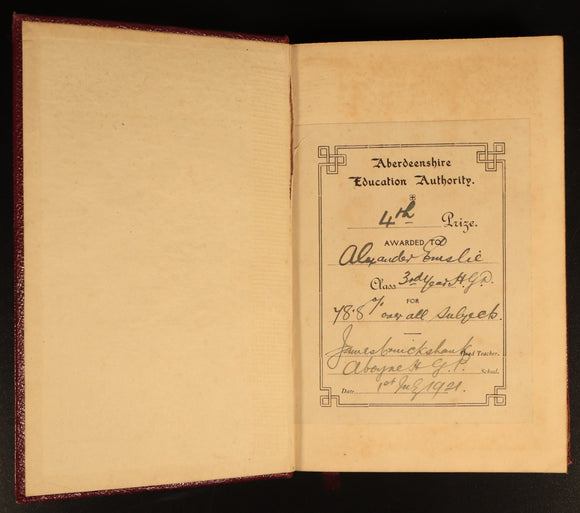 Aberdeenshire
Education Authority.
4th Prize.
AWARDED TO
Alexander Emslie
Class 3rd Year H.G.P.
FOR
78.8% over all Subjects.
James Cruickshank Head Teacher.
Aboyne H G.P. School.
Date 1st July 1921.